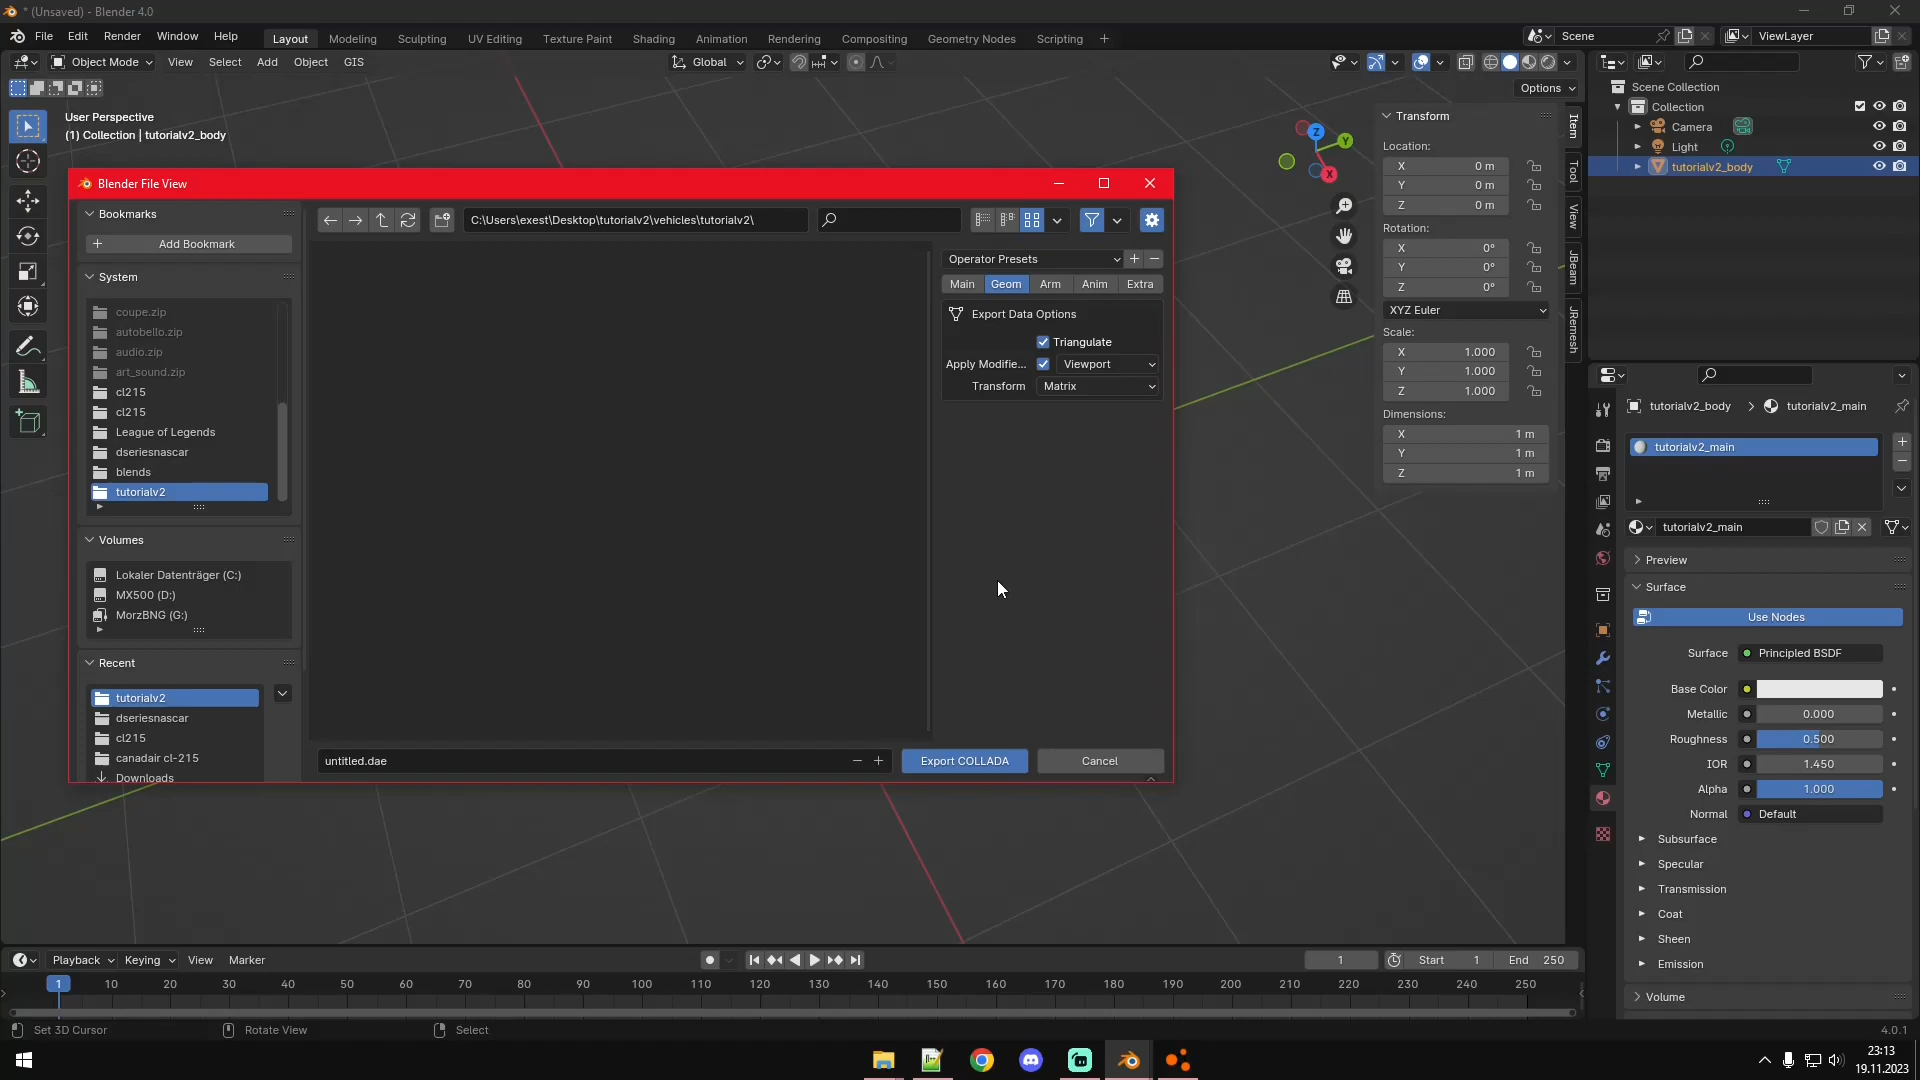 * (Unsaved) - Blender 4.0
File Edit Render Window Help
Layout Modeling Sculpting UV Editing Texture Paint Shading Animation Rendering Compositing Geometry Nodes Scripting +
Scene
ViewLayer
Object Mode View Select Add Object GIS
Global
Options
User Perspective
(1) Collection | tutorialv2_body
Blender File View
Bookmarks
Add Bookmark
System
coupe.zip
autobello.zip
audio.zip
art_sound.zip
cl215
cl215
League of Legends
dseriesnascar
blends
tutorialv2
Volumes
Lokaler Datenträger (C:)
MX500 (D:)
MorzBNG (G:)
Recent
tutorialv2
dseriesnascar
cl215
canadair cl-215
Downloads
C:\Users\exest\Desktop\tutorialv2\vehicles\tutorialv2\
Operator Presets
Main Geom Arm Anim Extra
Export Data Options
Triangulate
Apply Modifie... Viewport
Transform Matrix
untitled.dae
Export COLLADA
Cancel
Z
Y
X
Transform
Location:
X 0 m
Y 0 m
Z 0 m
Rotation:
X 0°
Y 0°
Z 0°
XYZ Euler
Scale:
X 1.000
Y 1.000
Z 1.000
Dimensions:
X 1 m
Y 1 m
Z 1 m
Item
Tool
View
JBeam
JRemesh
Scene Collection
Collection
Camera
Light
tutorialv2_body
tutorialv2_body > tutorialv2_main
tutorialv2_main
tutorialv2_main
Preview
Surface
Use Nodes
Surface Principled BSDF
Base Color
Metallic 0.000
Roughness 0.500
IOR 1.450
Alpha 1.000
Normal Default
Subsurface
Specular
Transmission
Coat
Sheen
Emission
Volume
Playback Keying View Marker
1
Start 1
End 250
1 10 20 30 40 50 60 70 80 90 100 110 120 130 140 150 160 170 180 190 200 210 220 230 240 250
Set 3D Cursor
Rotate View
Select
4.0.1
23:13
19.11.2023